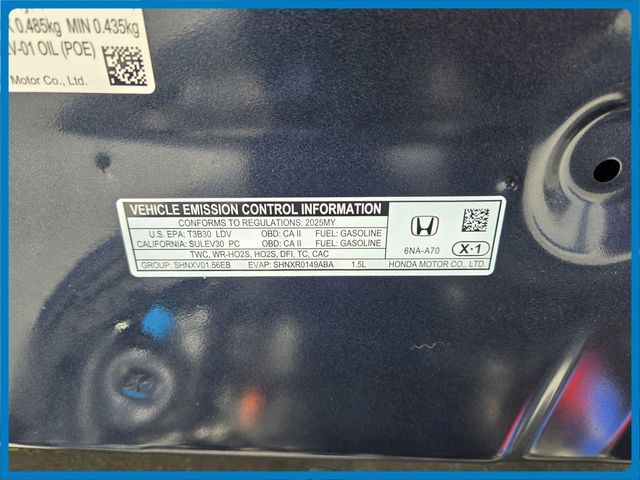 0.485kg MIN 0.435kg
V-01 OIL (POE)
Motor Co., Ltd.
VEHICLE EMISSION CONTROL INFORMATION
CONFORMS TO REGULATIONS: 2025MY
U.S. EPA: T3B30 LDV OBD: CA II FUEL: GASOLINE
CALIFORNIA: SULEV30 PC OBD: CA II FUEL: GASOLINE
TWC, WR-HO2S, HO2S, DFI, TC, CAC
GROUP: SHNXV01.56EB EVAP: SHNXR0149ABA 1.5L
6NA-A70 X·1
HONDA MOTOR CO., LTD.